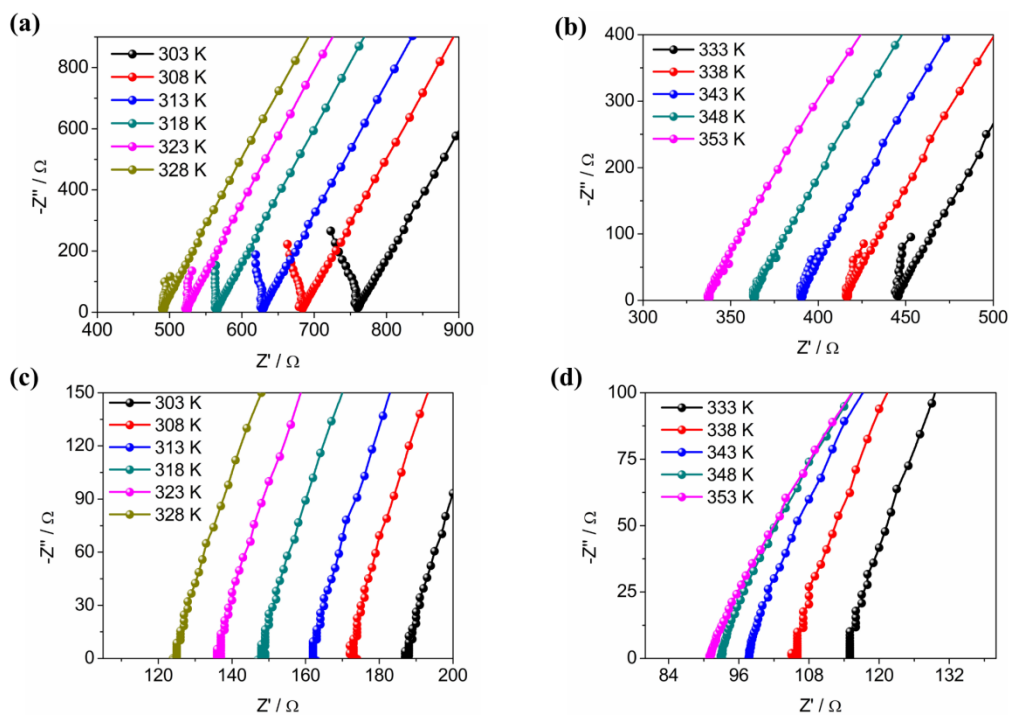 (a)
303 K
308 K
313 K
318 K
323 K
328 K
-Z'' / Ω
800
600
400
200
0
400 500 600 700 800 900
Z' / Ω
(b)
333 K
338 K
343 K
348 K
353 K
-Z'' / Ω
400
300
200
100
0
300 350 400 450 500
Z' / Ω
(c)
303 K
308 K
313 K
318 K
323 K
328 K
-Z'' / Ω
150
120
90
60
30
0
120 140 160 180 200
Z' / Ω
(d)
333 K
338 K
343 K
348 K
353 K
-Z'' / Ω
100
75
50
25
0
84 96 108 120 132
Z' / Ω